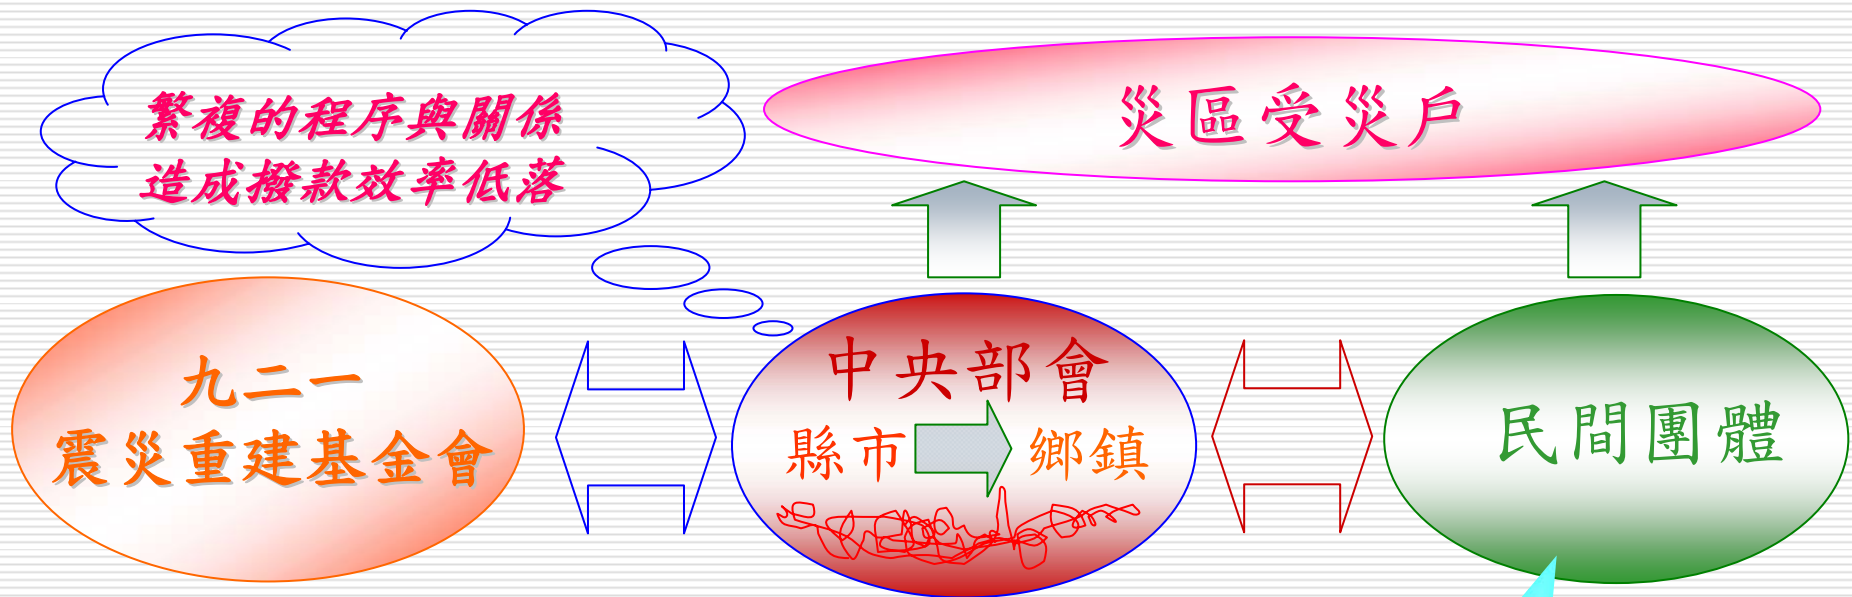 繁複的程序與關係
造成撥款效率低落
災區受災戶
九二一
震災重建基金會
中央部會
縣市
鄉鎮
民間團體